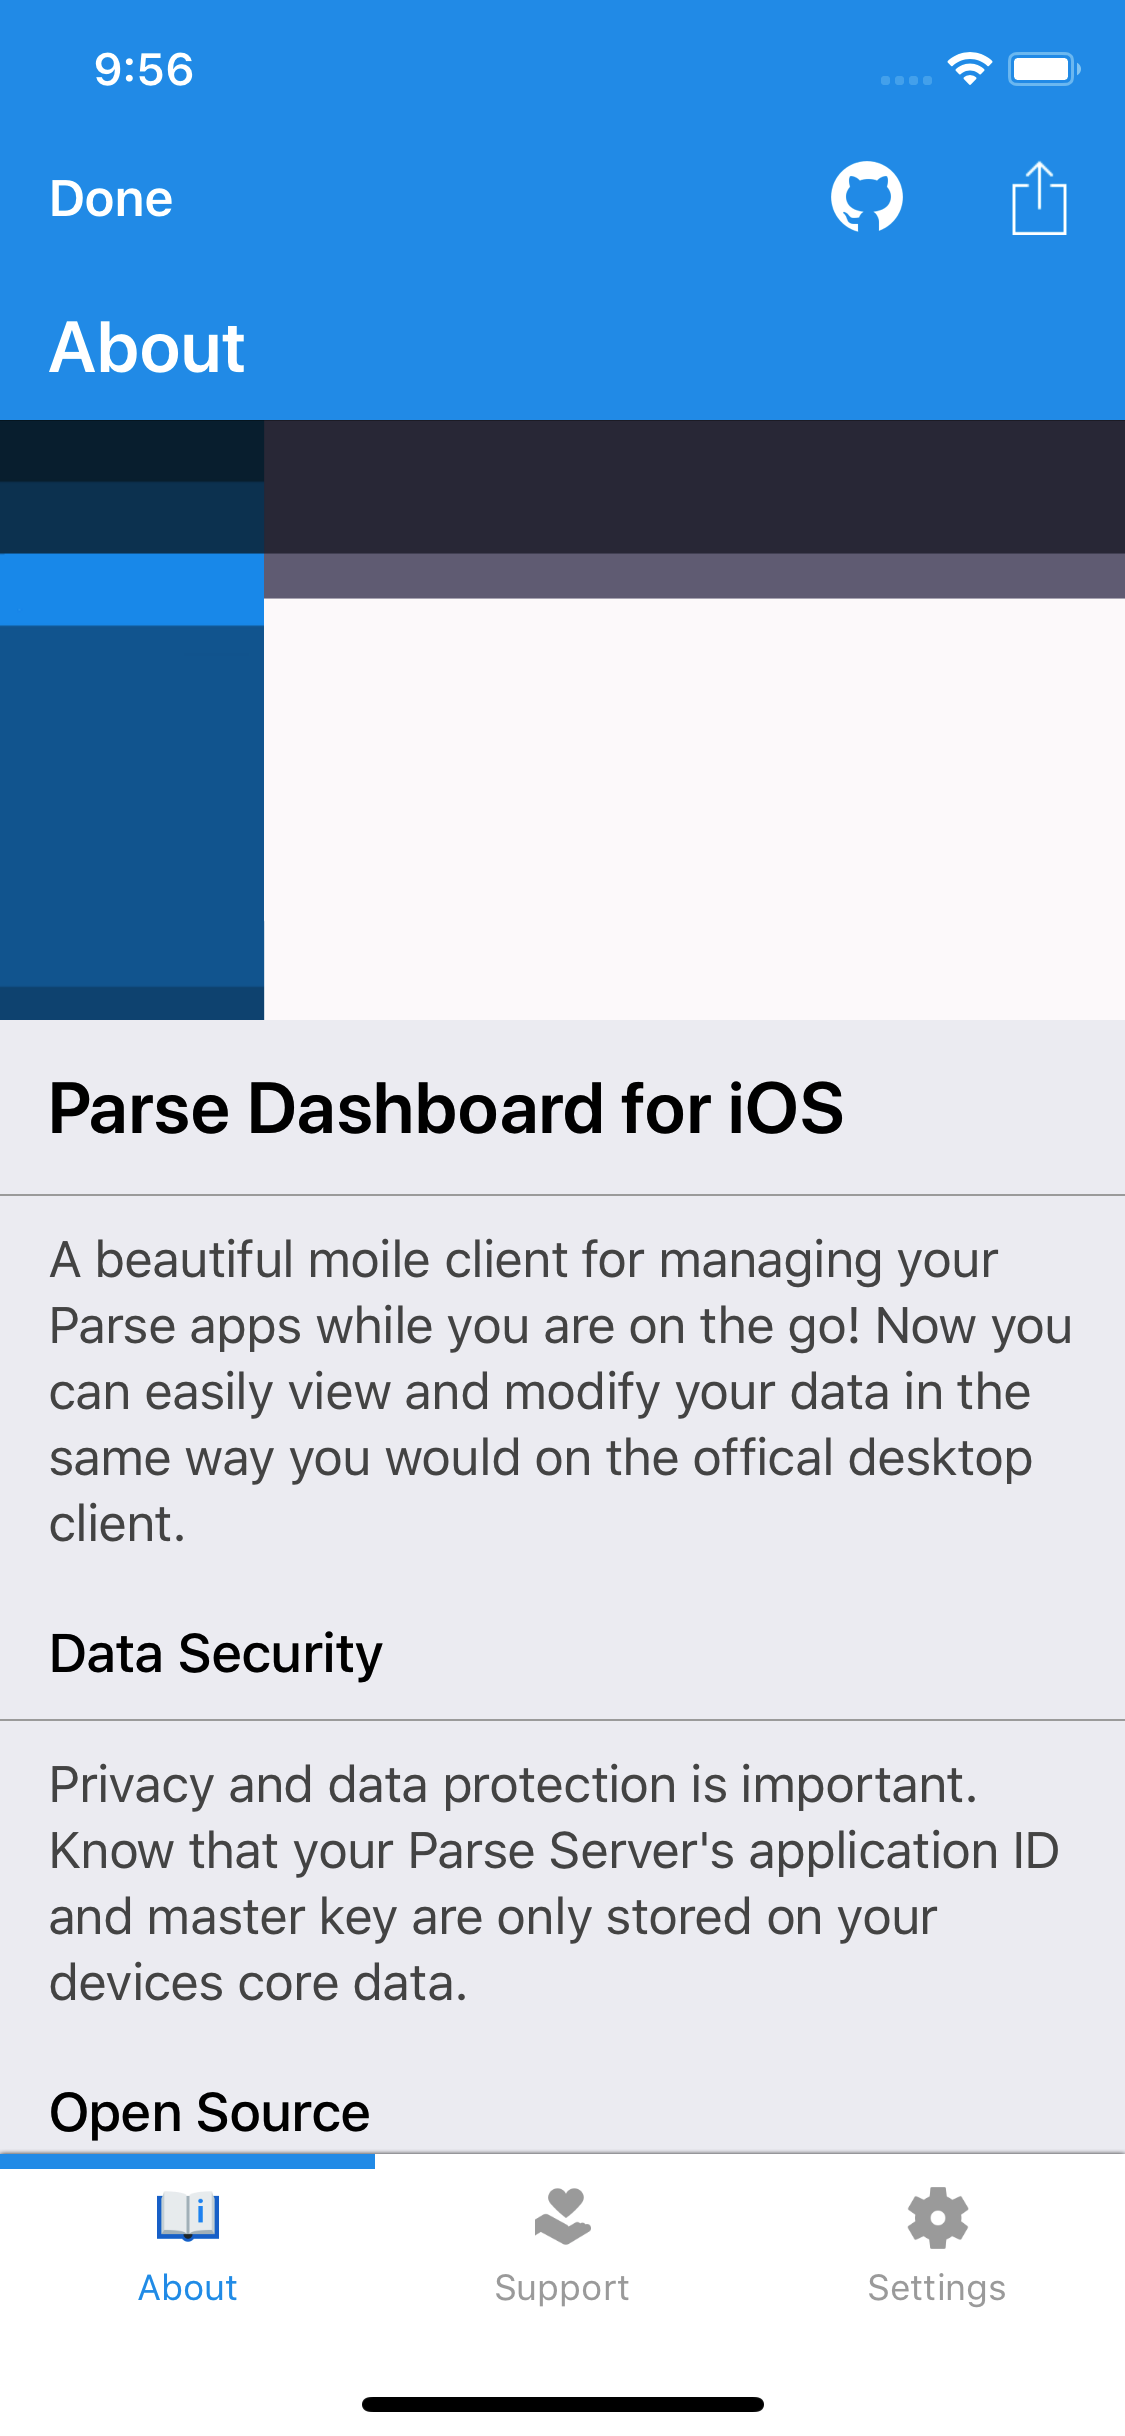 9:56
Done
About
Parse Dashboard for iOS
A beautiful moile client for managing your
Parse apps while you are on the go! Now you
can easily view and modify your data in the
same way you would on the offical desktop
client.
Data Security
Privacy and data protection is important.
Know that your Parse Server's application ID
and master key are only stored on your
devices core data.
Open Source
i
About
Support
Settings